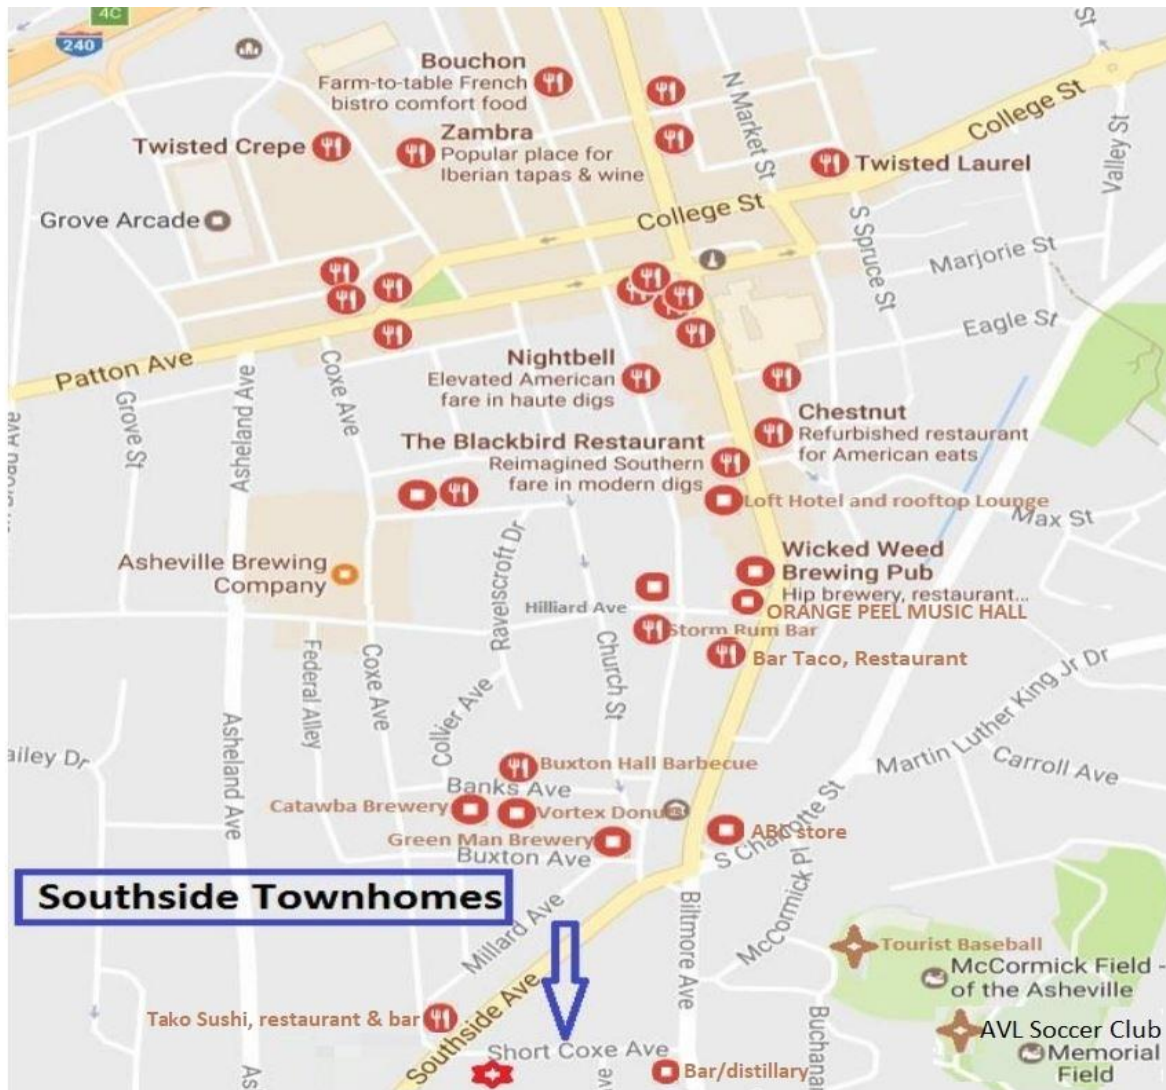 4C
240
St
Bouchon
Farm-to-table French
bistro comfort food
N Market St
College St
Valley St
Twisted Crepe
Zambra
Popular place for
Iberian tapas & wine
Twisted Laurel
Grove Arcade
College St
S Spruce St
Marjorie St
Eagle St
Patton Ave
Coxe Ave
Grove St
Asheland Ave
Nightbell
Elevated American
fare in haute digs
Chestnut
Refurbished restaurant
for American eats
The Blackbird Restaurant
Reimagined Southern
fare in modern digs
Loft Hotel and rooftop Lounge
Max St
Ravenscroft Dr
Asheville Brewing
Company
Wicked Weed
Brewing Pub
Hip brewery, restaurant...
Hilliard Ave
ORANGE PEEL MUSIC HALL
Storm Rum Bar
Bar Taco, Restaurant
Church St
Federal Alley
Coxe Ave
Collier Ave
Asheland Ave
Martin Luther King Jr Dr
ailey Dr
Carroll Ave
Buxton Hall Barbecue
Banks Ave
Catawba Brewery
Vortex Donuts
Green Man Brewery
ABC store
S Charlotte St
Buxton Ave
McCormick Pl
Southside Townhomes
Millard Ave
Biltmore Ave
Tourist Baseball
McCormick Field -
of the Asheville
Southside Ave
Tako Sushi, restaurant & bar
Buchanan
AVL Soccer Club
Short Coxe Ave
Memorial
Field
Bar/distillary
ve